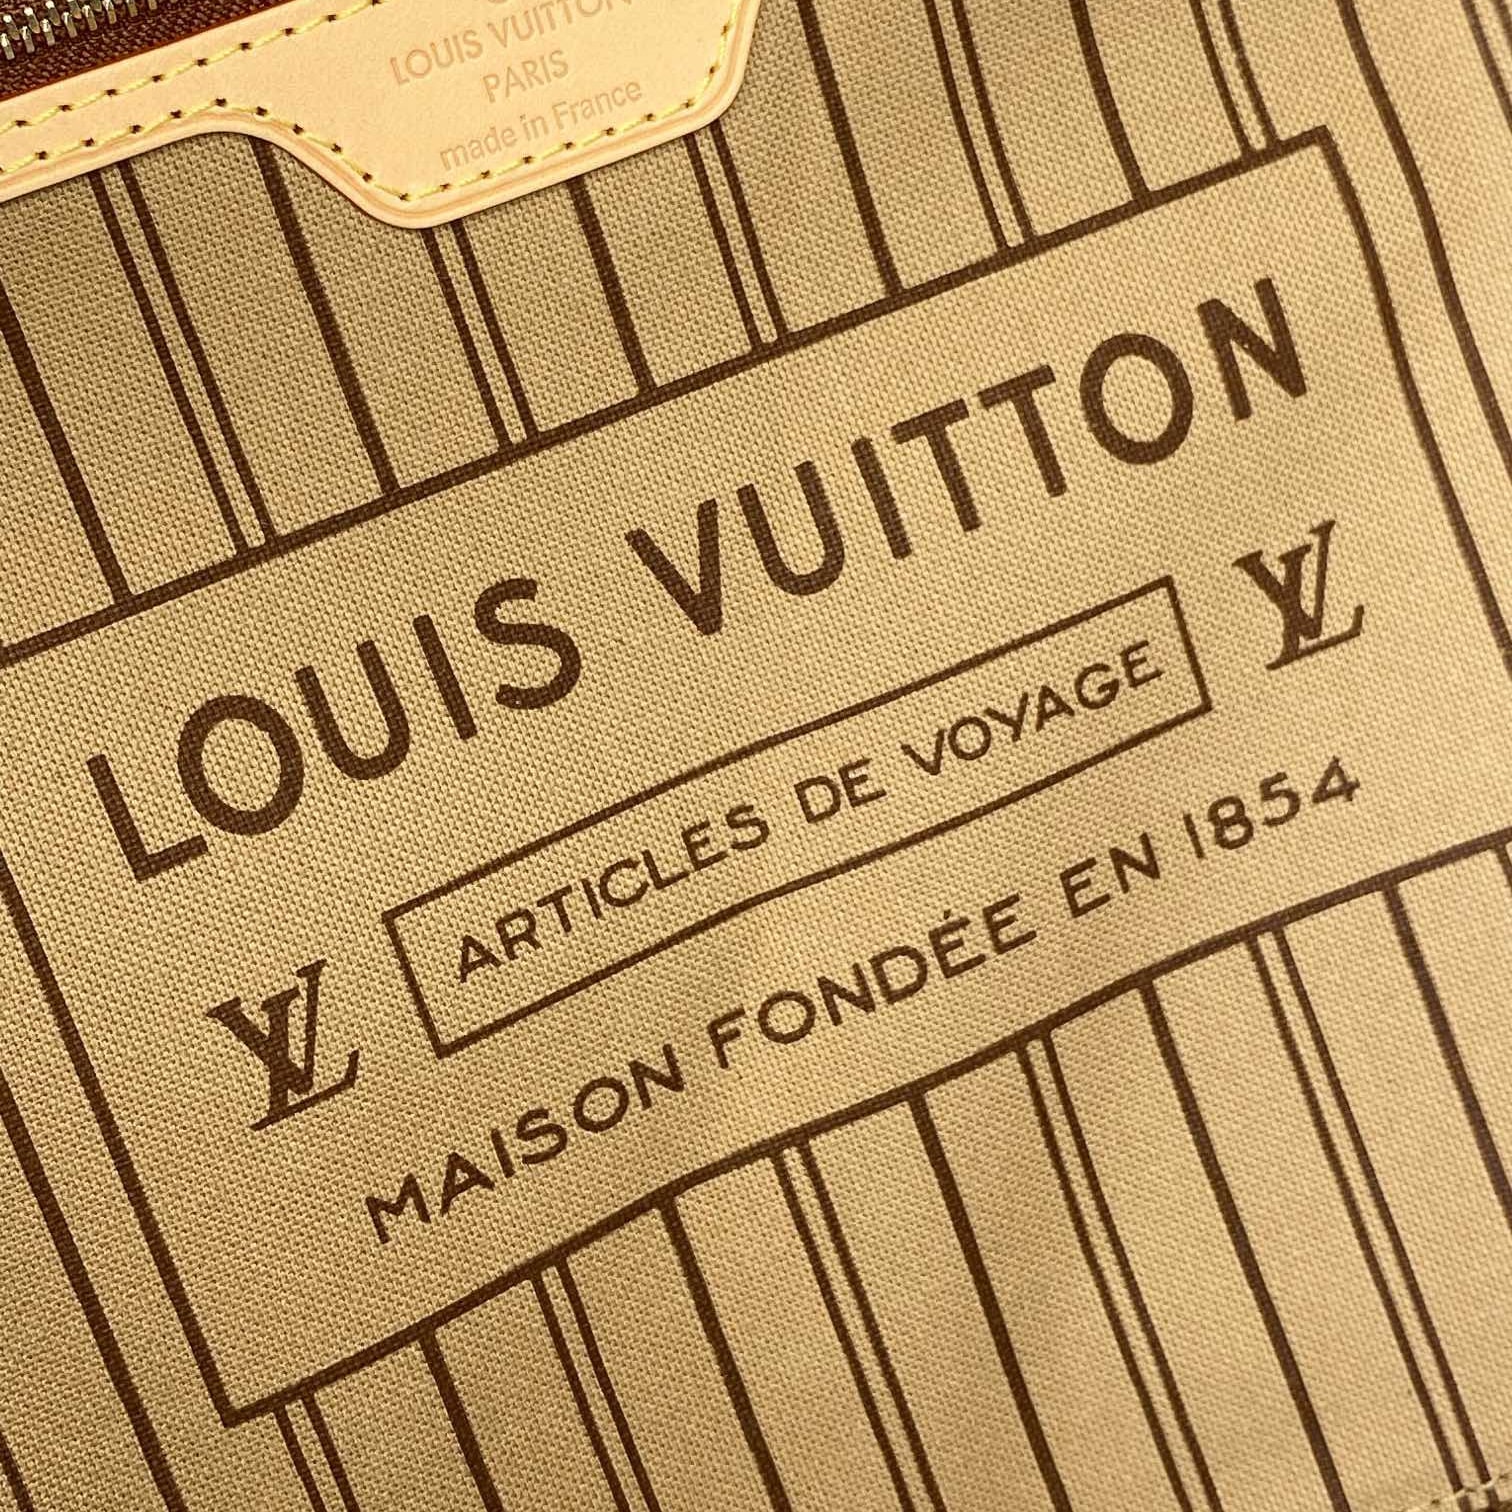 LOUIS VUITTON
PARIS
made in France
LOUIS VUITTON
LV ARTICLES DE VOYAGE LV
MAISON FONDÉE EN 1854